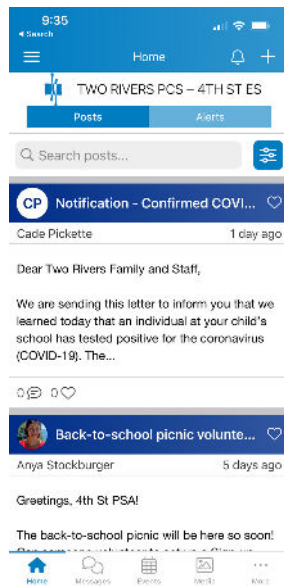 9:35
◂ Search
Home
TWO RIVERS PCS – 4TH ST ES
Posts
Alerts
Search posts...
CP Notification - Confirmed COVI...
Cade Pickette
1 day ago
Dear Two Rivers Family and Staff,
We are sending this letter to inform you that we
learned today that an individual at your child's
school has tested positive for the coronavirus
(COVID-19). The...
0 0
Back-to-school picnic volunte...
Anya Stockburger
5 days ago
Greetings, 4th St PSA!
The back-to-school picnic will be here so soon!
Home
Messages
Events
Media
More